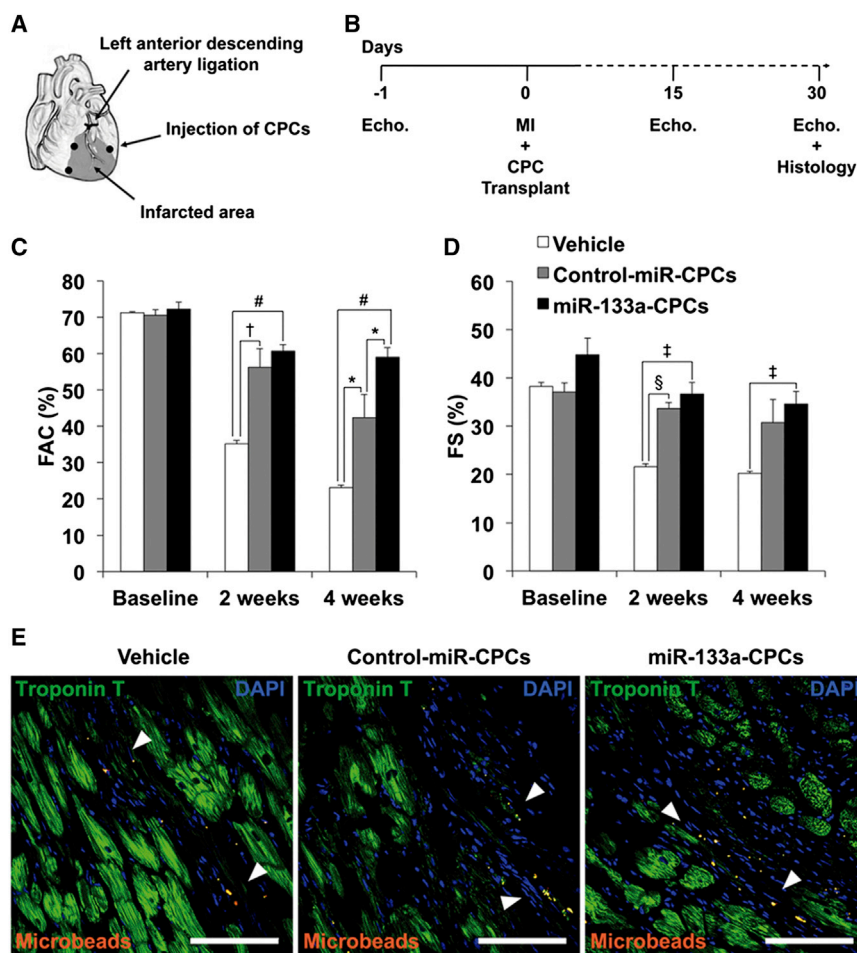 A
Left anterior descending
artery ligation
Injection of CPCs
Infarcted area
B
Days
-1
0
15
30
Echo.
MI
+
CPC
Transplant
Echo.
Echo.
+
Histology
C
FAC (%)
80
70
60
50
40
30
20
10
0
#
†
#
*
*
Baseline
2 weeks
4 weeks
D
Vehicle
Control-miR-CPCs
miR-133a-CPCs
FS (%)
60
50
40
30
20
10
0
‡
§
‡
Baseline
2 weeks
4 weeks
E
Vehicle
Control-miR-CPCs
miR-133a-CPCs
Troponin T
DAPI
Microbeads
Troponin T
DAPI
Microbeads
Troponin T
DAPI
Microbeads